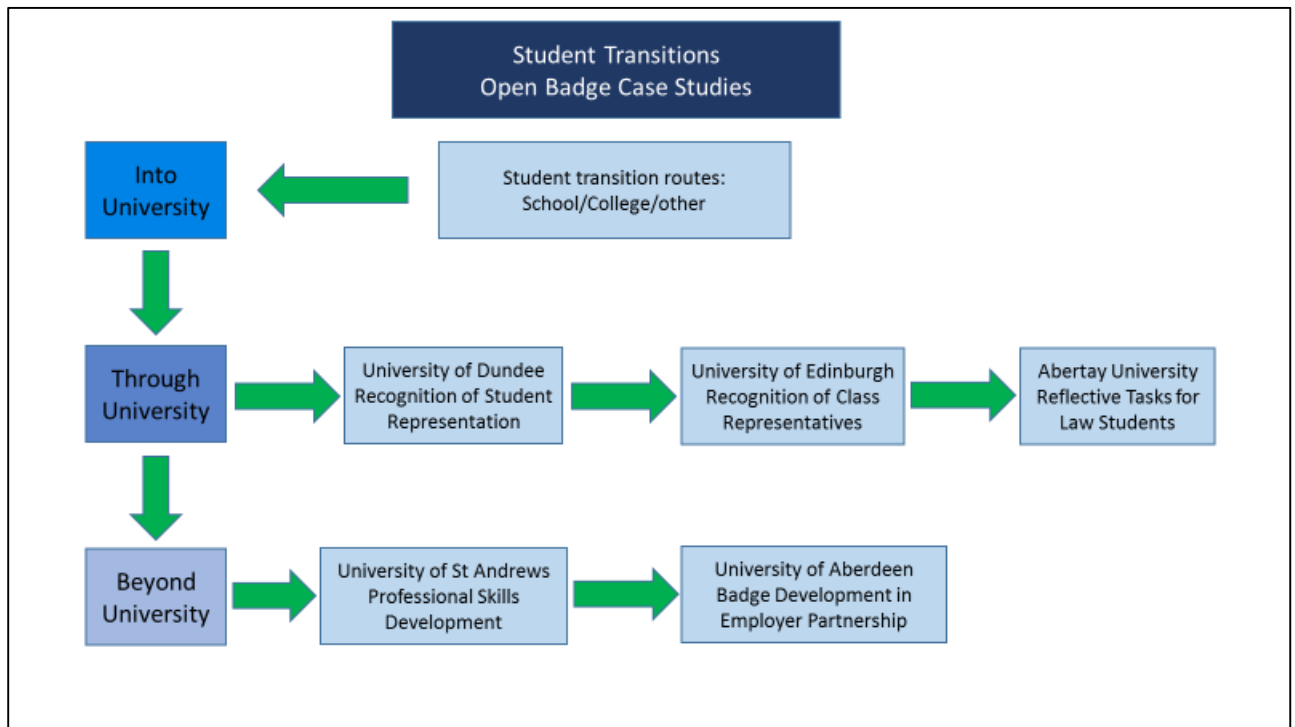 Student Transitions
Open Badge Case Studies
Into
University
Student transition routes:
School/College/other
Through
University
University of Dundee
Recognition of Student
Representation
University of Edinburgh
Recognition of Class
Representatives
Abertay University
Reflective Tasks for
Law Students
Beyond
University
University of St Andrews
Professional Skills
Development
University of Aberdeen
Badge Development in
Employer Partnership